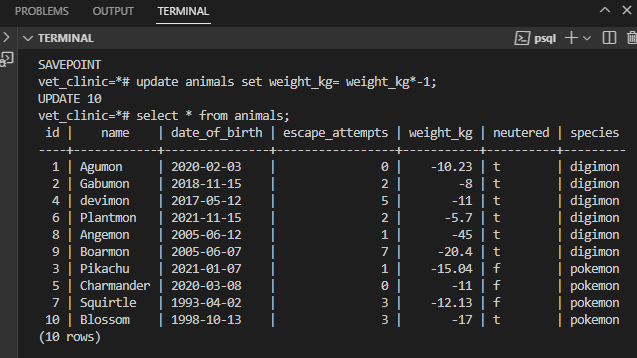 PROBLEMS OUTPUT TERMINAL
TERMINAL psql
SAVEPOINT
vet_clinic=*# update animals set weight_kg= weight_kg*-1;
UPDATE 10
vet_clinic=*# select * from animals;
 id |    name    | date_of_birth | escape_attempts | weight_kg | neutered | species
----+------------+---------------+-----------------+-----------+----------+---------
  1 | Agumon     | 2020-02-03    |               0 |    -10.23 | t        | digimon
  2 | Gabumon    | 2018-11-15    |               2 |        -8 | t        | digimon
  4 | devimon    | 2017-05-12    |               5 |       -11 | t        | digimon
  6 | Plantmon   | 2021-11-15    |               2 |      -5.7 | t        | digimon
  8 | Angemon    | 2005-06-12    |               1 |       -45 | t        | digimon
  9 | Boarmon    | 2005-06-07    |               7 |     -20.4 | t        | digimon
  3 | Pikachu    | 2021-01-07    |               1 |    -15.04 | f        | pokemon
  5 | Charmander | 2020-03-08    |               0 |       -11 | f        | pokemon
  7 | Squirtle   | 1993-04-02    |               3 |    -12.13 | f        | pokemon
 10 | Blossom    | 1998-10-13    |               3 |       -17 | t        | pokemon
(10 rows)